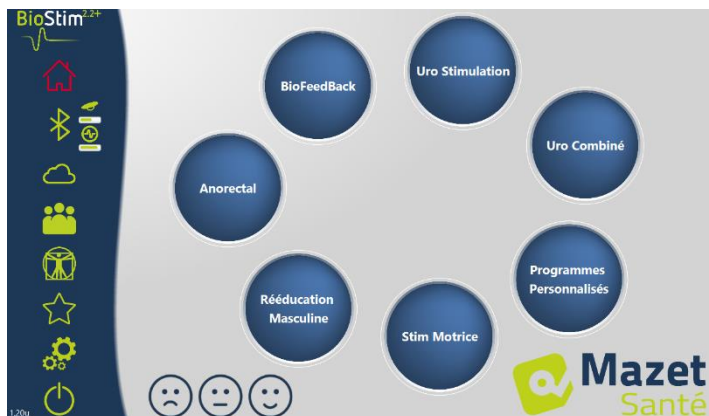 BioStim2.2+
BioFeedBack
Uro Stimulation
Uro Combiné
Anorectal
Programmes
Personnalisés
Rééducation
Masculine
Stim Motrice
Mazet
Santé
1.20u